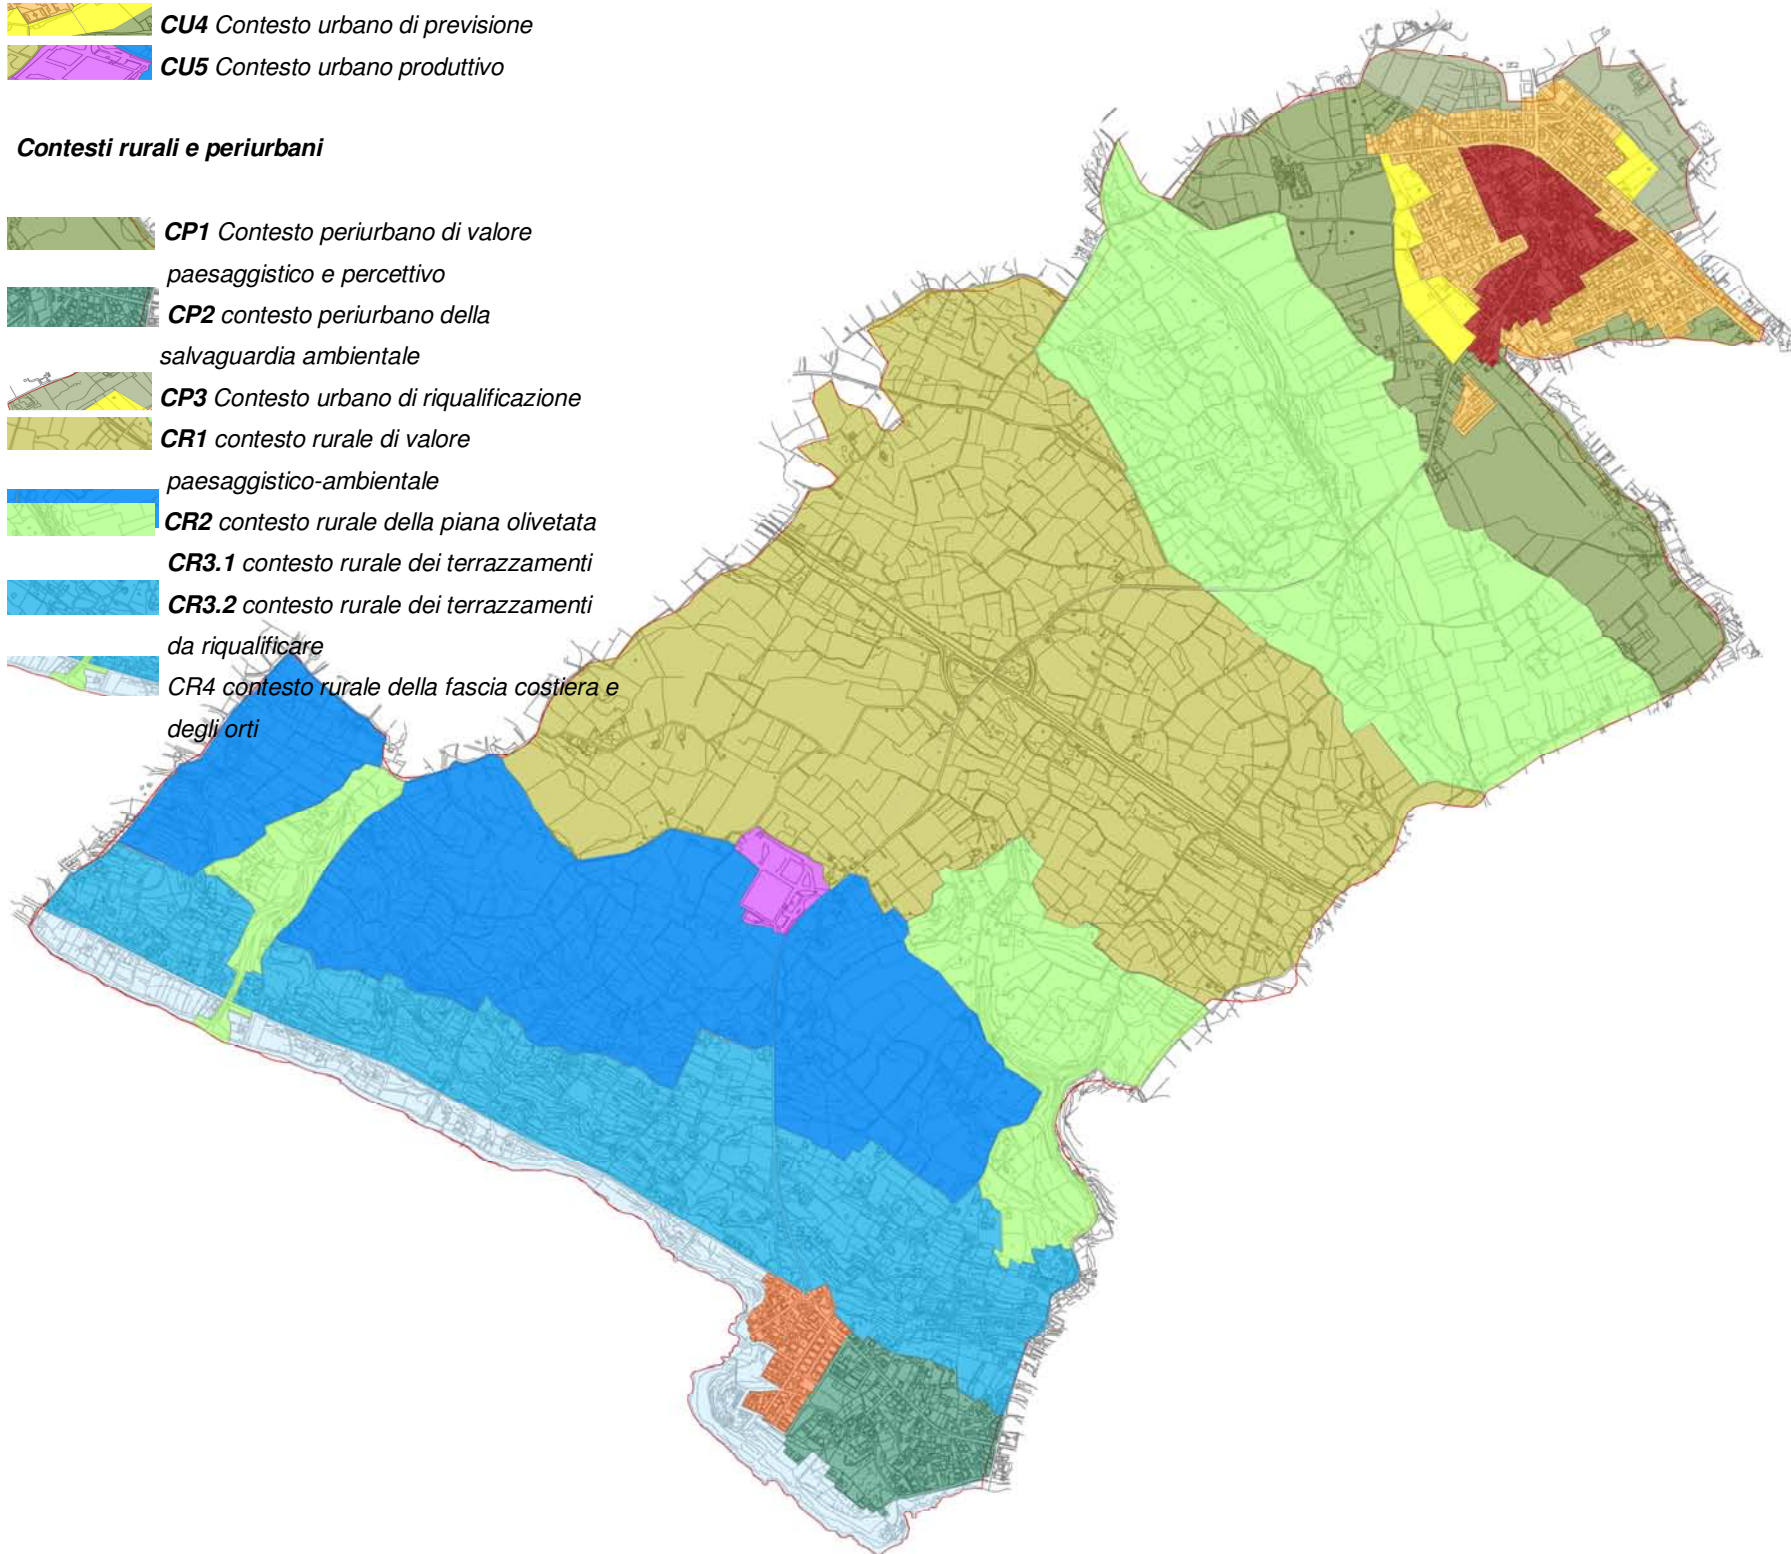 CU4 Contesto urbano di previsione
CU5 Contesto urbano produttivo
Contesti rurali e periurbani
CP1 Contesto periurbano di valore
paesaggistico e percettivo
CP2 contesto periurbano della
salvaguardia ambientale
CP3 Contesto urbano di riqualificazione
CR1 contesto rurale di valore
paesaggistico-ambientale
CR2 contesto rurale della piana olivetata
CR3.1 contesto rurale dei terrazzamenti
CR3.2 contesto rurale dei terrazzamenti
da riqualificare
CR4 contesto rurale della fascia costiera e
degli orti